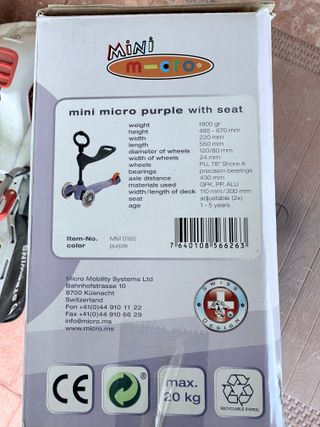 MiNi
m-cro
mini micro purple with seat
weight 1900 gr
height 485 - 670 mm
width 220 mm
length 550 mm
diameter of wheels 120/80 mm
width of wheels 24 mm
wheels PU, 78° Shore A
bearings precision bearings
axle distance 430 mm
materials used GFK, PP, ALU
width/length of deck 110 mm / 300 mm
seat adjustable (2x)
age 1 - 5 years
Item-No. MM 0165
color purple
7 640108 566263
Micro Mobility Systems Ltd
Bahnhofstrasse 10
8700 Küsnacht
Switzerland
Fon +41(0)44 910 11 22
Fax +41(0)44 910 66 29
info@micro.ms
www.micro.ms
SWISS
DESIGN
CE
max.
20 kg
RECYCLABLE (PAPER)